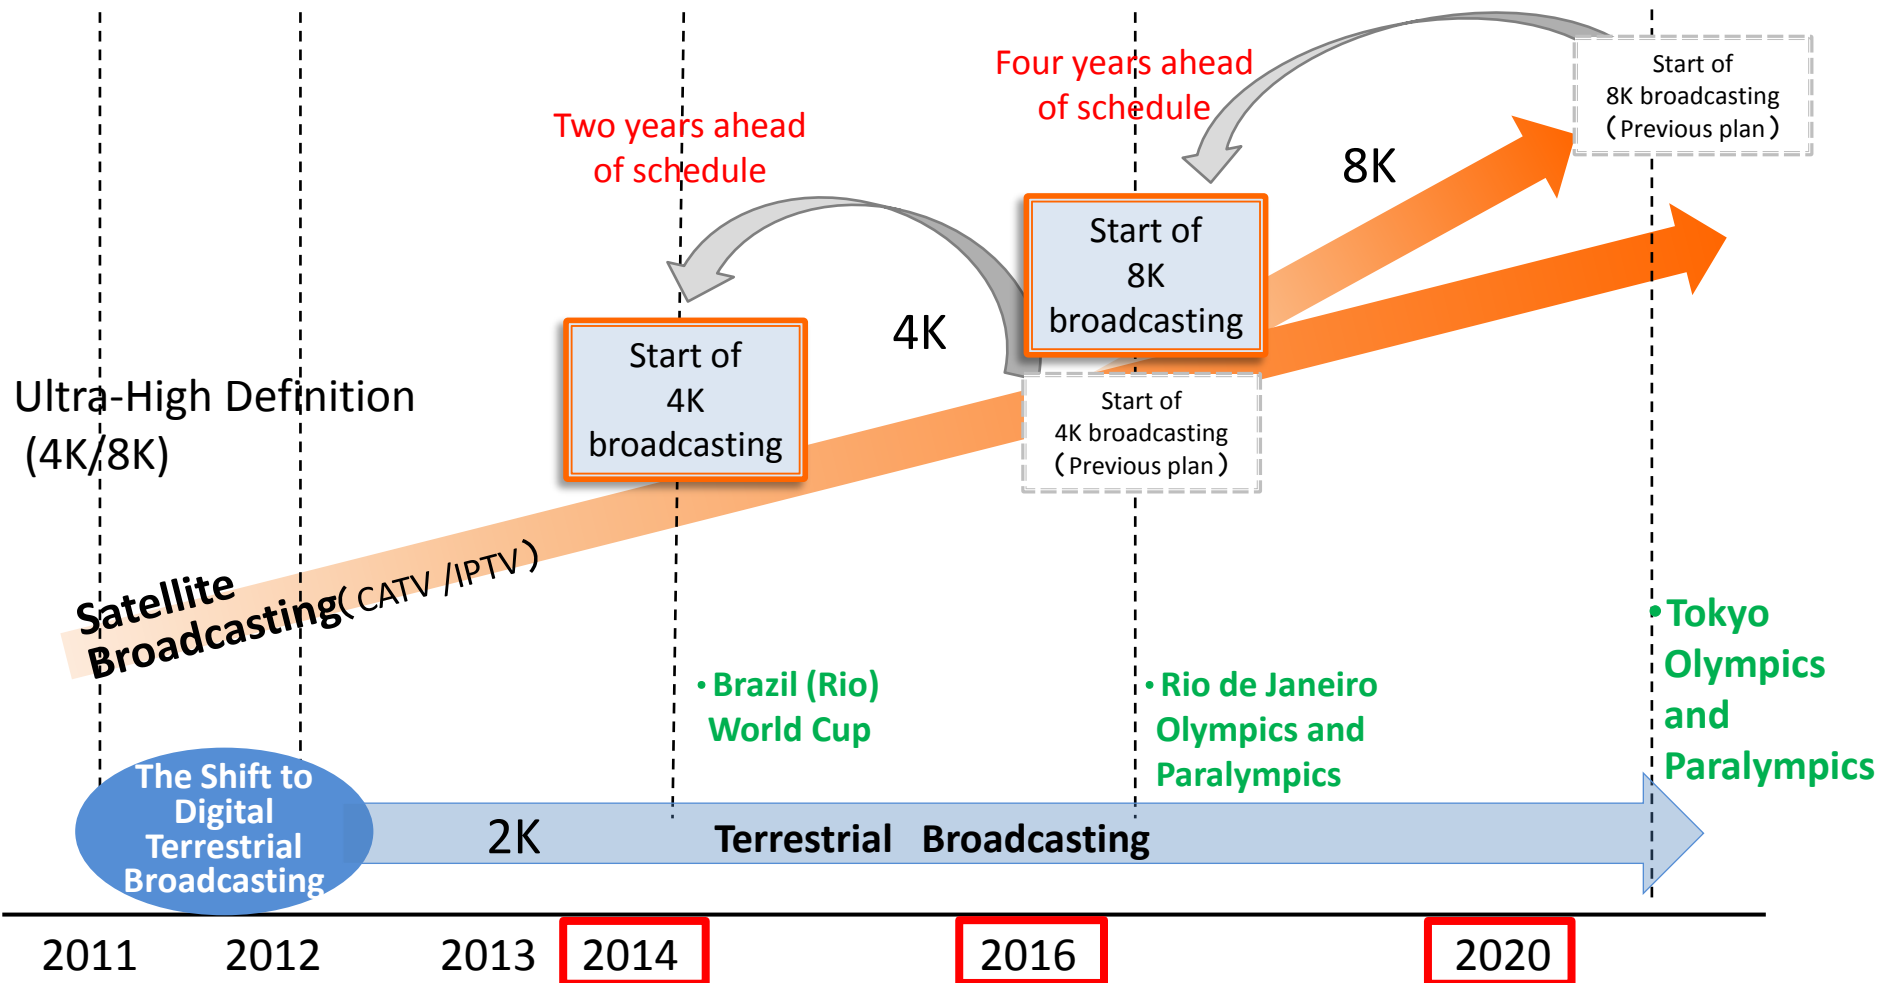 Start of
8K broadcasting
(Previous plan)
Four years ahead
of schedule
Two years ahead
of schedule
8K
Start of
8K
broadcasting
4K
Start of
4K
broadcasting
Ultra-High Definition
(4K/8K)
Start of
4K broadcasting
(Previous plan)
Satellite
Broadcasting(CATV /IPTV)
・Tokyo
Olympics
and
Paralympics
・Brazil (Rio)
World Cup
・Rio de Janeiro
Olympics and
Paralympics
The Shift to
Digital
Terrestrial
Broadcasting
2K
Terrestrial Broadcasting
2011 2012 2013 2014 2016 2020